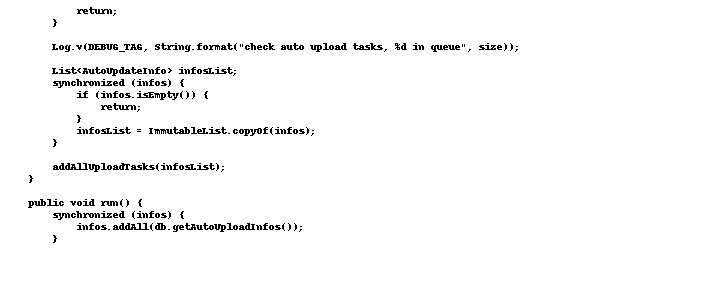 return;
}
Log.v(DEBUG_TAG, String.format("check auto upload tasks, %d in queue", size));
List<AutoUpdateInfo> infosList;
synchronized (infos) {
if (infos.isEmpty()) {
return;
}
infosList = ImmutableList.copyOf(infos);
}
addAllUploadTasks(infosList);
}
public void run() {
synchronized (infos) {
infos.addAll(db.getAutoUploadInfos());
}